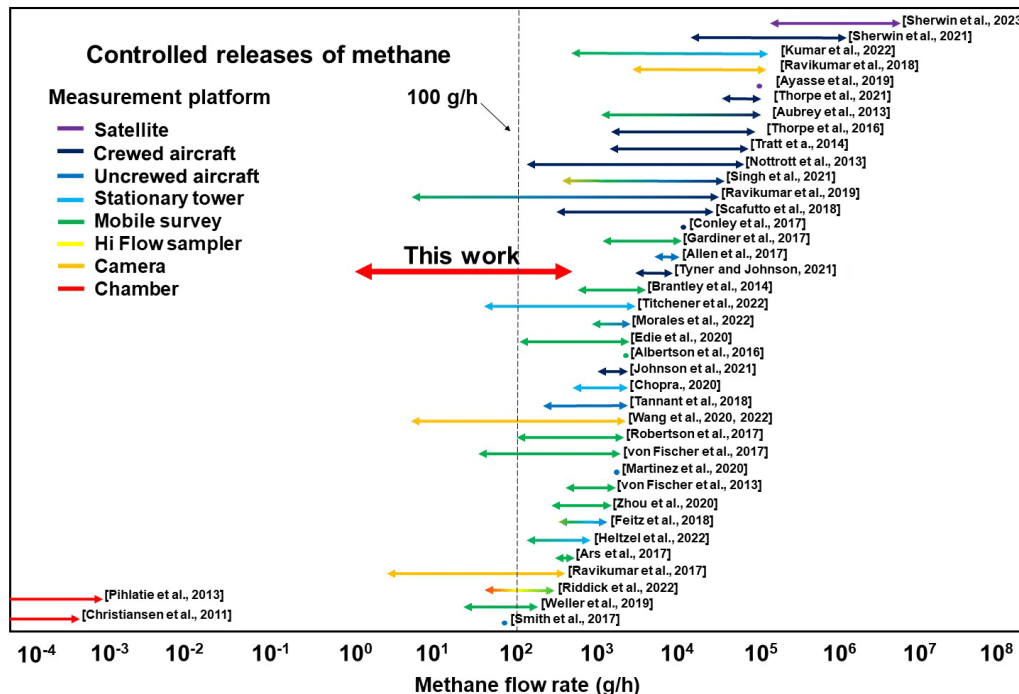 Controlled releases of methane
Measurement platform
Satellite
Crewed aircraft
Uncrewed aircraft
Stationary tower
Mobile survey
Hi Flow sampler
Camera
Chamber
100 g/h
This work
[Sherwin et al., 2023
[Sherwin et al., 2021
[Kumar et al., 2022
[Ravikumar et al., 2018
[Ayasse et al., 2019
[Thorpe et al., 2021
[Aubrey et al., 2013
[Thorpe et al., 2016
[Tratt et a., 2014
[Nottrott et al., 2013
[Singh et al., 2021
[Ravikumar et al., 2019
[Scafutto et al., 2018
[Conley et al., 2017]
[Gardiner et al., 2017
[Allen et al., 2017]
[Tyner and Johnson, 2021
[Brantley et al., 2014]
[Titchener et al., 2022
[Morales et al., 2022
[Edie et al., 2020]
[Albertson et al., 2016
[Johnson et al., 2021]
[Chopra., 2020]
[Tannant et al., 2018]
[Wang et al., 2020, 2022]
[Robertson et al., 2017]
[von Fischer et al., 2017]
[Martinez et al., 2020]
[von Fischer et al., 2013]
[Zhou et al., 2020]
[Feitz et al., 2018]
[Heltzel et al., 2022]
[Ars et al., 2017]
[Ravikumar et al., 2017]
[Riddick et al., 2022]
[Weller et al., 2019]
[Smith et al., 2017]
[Pihlatie et al., 2013]
[Christiansen et al., 2011]
10-4 10-3 10-2 10-1 100 101 102 103 104 105 106 107 108
Methane flow rate (g/h)